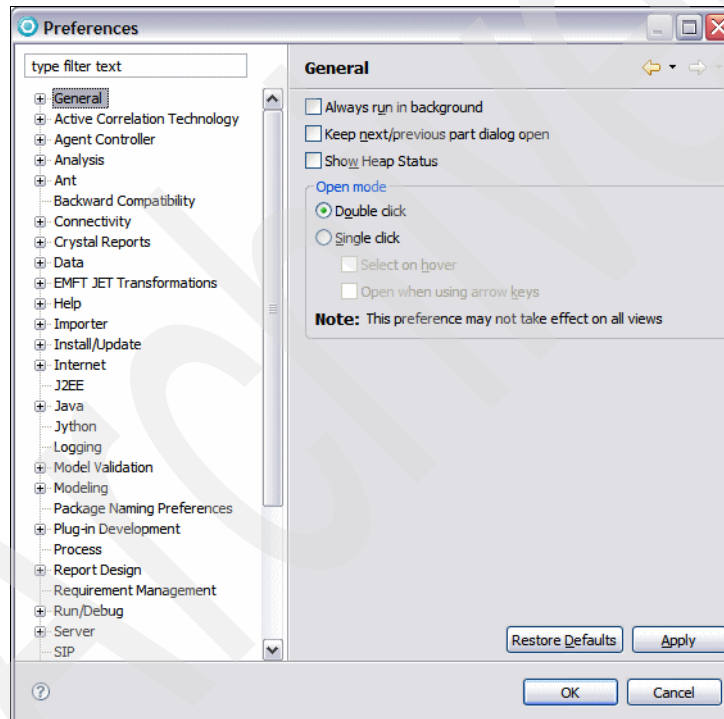 Preferences
type filter text
General
Active Correlation Technology
Agent Controller
Analysis
Ant
Backward Compatibility
Connectivity
Crystal Reports
Data
EMFT JET Transformations
Help
Importer
Install/Update
Internet
J2EE
Java
Jython
Logging
Model Validation
Modeling
Package Naming Preferences
Plug-in Development
Process
Report Design
Requirement Management
Run/Debug
Server
SIP
General
Always run in background
Keep next/previous part dialog open
Show Heap Status
Open mode
Double click
Single click
Select on hover
Open when using arrow keys
Note: This preference may not take effect on all views
Restore Defaults
Apply
OK
Cancel